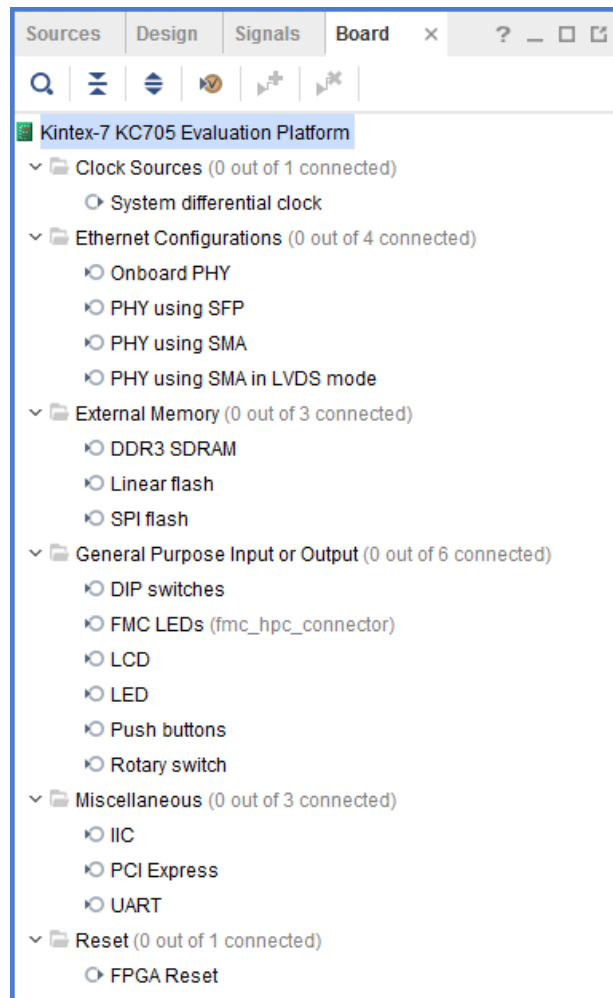 Sources Design Signals Board × ?
Kintex-7 KC705 Evaluation Platform
Clock Sources (0 out of 1 connected)
System differential clock
Ethernet Configurations (0 out of 4 connected)
Onboard PHY
PHY using SFP
PHY using SMA
PHY using SMA in LVDS mode
External Memory (0 out of 3 connected)
DDR3 SDRAM
Linear flash
SPI flash
General Purpose Input or Output (0 out of 6 connected)
DIP switches
FMC LEDs (fmc_hpc_connector)
LCD
LED
Push buttons
Rotary switch
Miscellaneous (0 out of 3 connected)
IIC
PCI Express
UART
Reset (0 out of 1 connected)
FPGA Reset